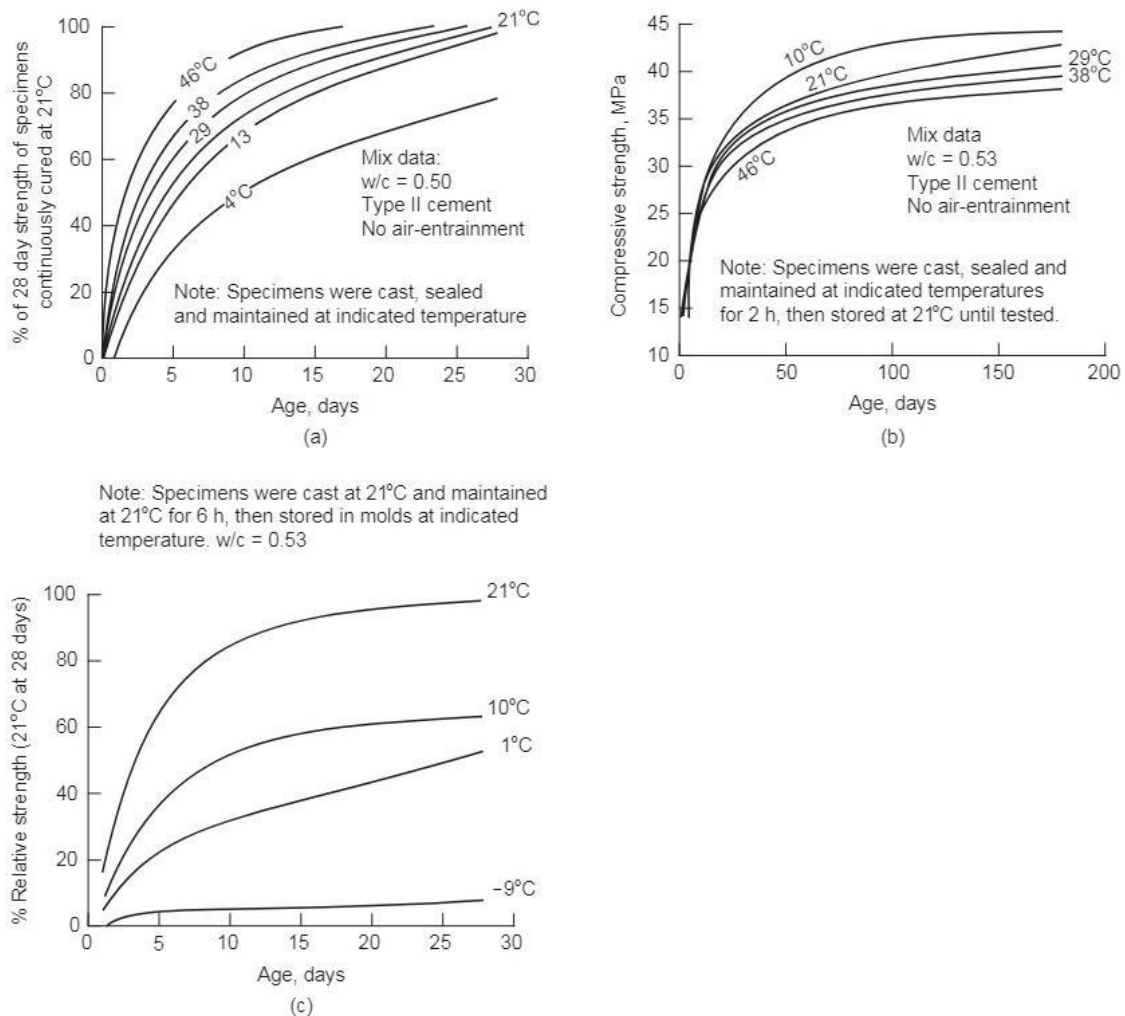 % of 28 day strength of specimens
continuously cured at 21°C
100
80
60
40
20
0
46°C
38
29
13
4°C
21°C
Mix data:
w/c = 0.50
Type II cement
No air-entrainment
Note: Specimens were cast, sealed
and maintained at indicated temperature
0 5 10 15 20 25 30
Age, days
(a)
Compressive strength, MPa
45
40
35
30
25
20
15
10
10°C
21°C
29°C
38°C
46°C
Mix data
w/c = 0.53
Type II cement
No air-entrainment
Note: Specimens were cast, sealed and
maintained at indicated temperatures
for 2 h, then stored at 21°C until tested.
0 50 100 150 200
Age, days
(b)
Note: Specimens were cast at 21°C and maintained
at 21°C for 6 h, then stored in molds at indicated
temperature. w/c = 0.53
% Relative strength (21°C at 28 days)
100
80
60
40
20
0
21°C
10°C
1°C
–9°C
0 5 10 15 20 25 30
Age, days
(c)